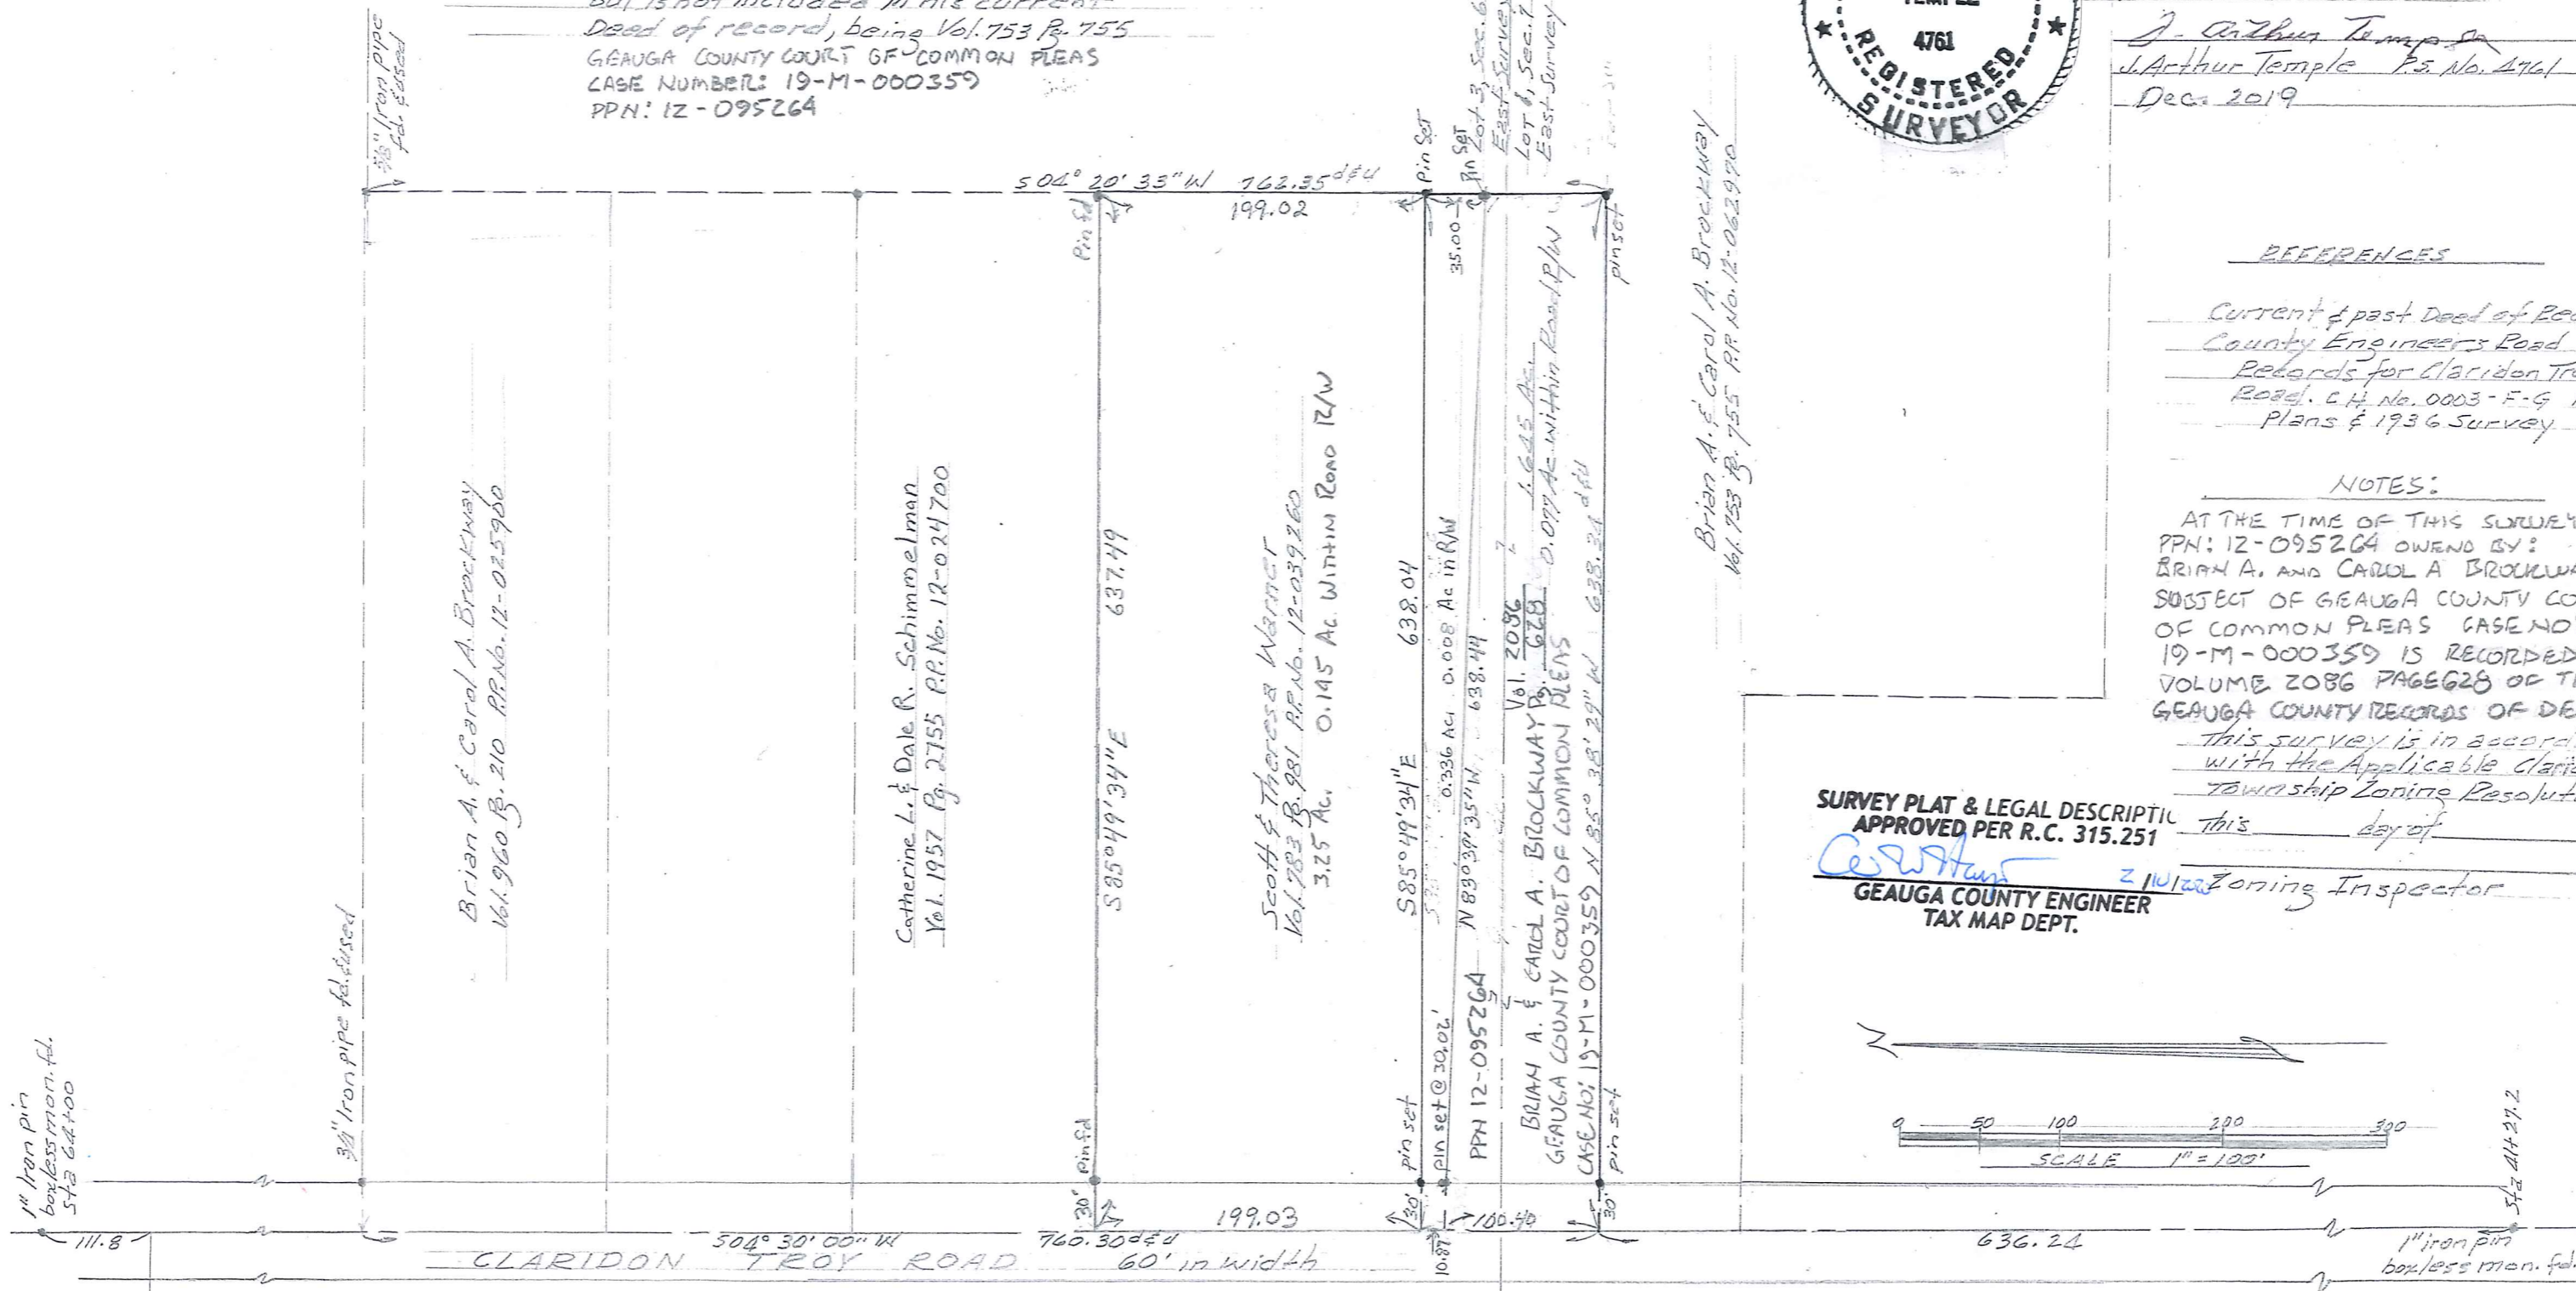 Deed of record, being Vol. 753 Pg. 755
GEAUGA COUNTY COURT OF COMMON PLEAS
CASE NUMBER: 19-M-000359
PPN: 12-095264
5/8" Iron pipe
fd. & used
TEMPLE
4761
REGISTERED
SURVEYOR
J. Arthur Temple P.S. No. 4761
Dec. 2019
S 04° 20' 33" W 762.35 d&u
199.02
Pin Set
Pin Set
Lot 3, Sec. 6
East Survey
Lot 8, Sec.
East Survey
35.00
Pin fd
pin set
Brian A. & Carol A. Brockway
Vol. 753 Pg. 755 P.P. No. 12-062970
REFERENCES
Current & past Deed of
County Engineers Road
Records for Claridon
Road. C.H. No. 0003-F-G
Plans & 1936 Survey
NOTES:
AT THE TIME OF THIS SURVEY
PPN: 12-095264 OWEND BY:
BRIAN A. AND CAROL A
SUBJECT OF GEAUGA COUNTY
OF COMMON PLEAS CASE NO
19-M-000359 IS RECORDED
VOLUME 2086 PAGE 628 OF
GEAUGA COUNTY RECORDS OF
This survey is in
with the Applicable
Township Zoning
This day of
Zoning Inspector
SURVEY PLAT & LEGAL DESCRIPTIO
APPROVED PER R.C. 315.251
GEAUGA COUNTY ENGINEER
TAX MAP DEPT.
Brian A. & Carol A. Brockway
Vol. 960 Pg. 210 P.P. No. 12-025900
Catherine L. & Dale R. Schimmelman
Vol. 1957 Pg. 2755 P.P. No. 12-024700
S 85° 49' 34" E 637.49
Scott & Theresa Warner
Vol. 783 Pg. 981 P.P. No. 12-039260
3.25 Ac. 0.145 Ac. WITHIN ROAD R/W
S 85° 49' 34" E 638.04
0.336 Ac. 0.008 Ac in R/W
N 83° 39' 35" W 638.44
PPN 12-095264
Vol. 2086
Pg. 628
1.645 Ac.
0.077 Ac within Road R/W
BRIAN A. & CAROL A. BROCKWAY
GEAUGA COUNTY COURT OF COMMON PLEAS
CASE NO: 19-M-000359 N 85° 38' 29" W 638.34 d&u
3/4" Iron pipe fd. & used
1" Iron pin
boxless mon. fd.
Sta 64+00
Pin fd
pin set
pin set @ 30.02'
pin set
30'
30'
30'
111.8
S 04° 30' 00" W 760.30 d&u
199.03
100.40
10.87
636.24
CLARIDON TROY ROAD 60' in width
0 50 100 200 300
SCALE 1" = 100'
Sta 41+27.2
1" iron pin
boxless mon. fd.